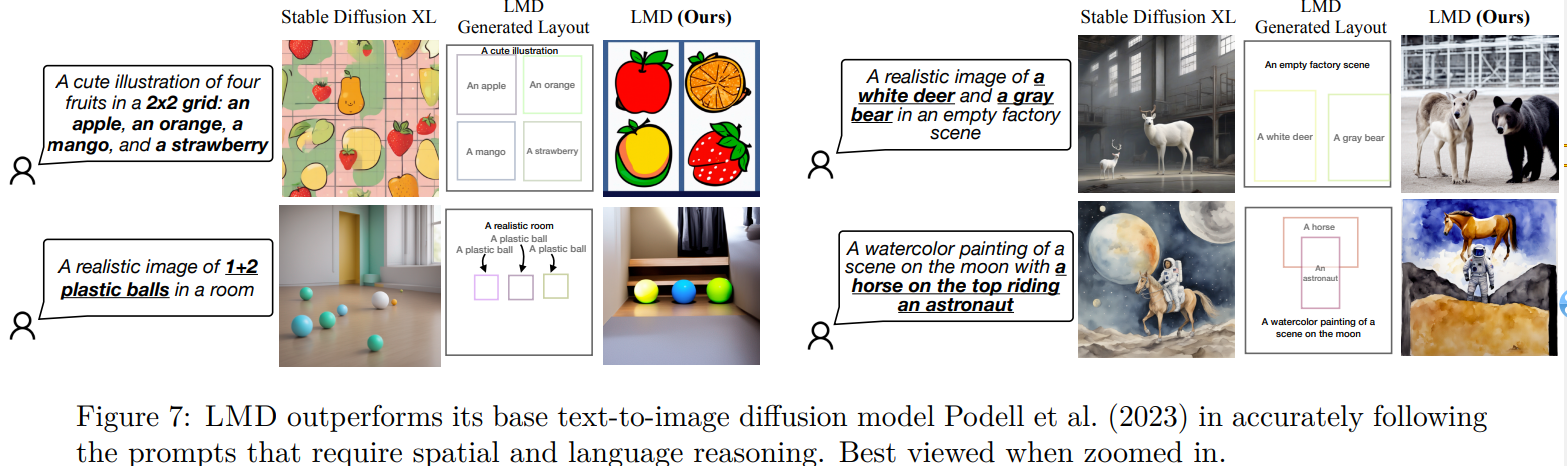 Stable Diffusion XL
LMD
Generated Layout
LMD (Ours)
A cute illustration of four
fruits in a 2x2 grid: an
apple, an orange, a
mango, and a strawberry
A cute illustration
An apple
An orange
A mango
A strawberry
A realistic image of 1+2
plastic balls in a room
A realistic room
A plastic ball
A plastic ball
A plastic ball
Stable Diffusion XL
LMD
Generated Layout
LMD (Ours)
A realistic image of a
white deer and a gray
bear in an empty factory
scene
An empty factory scene
A white deer
A gray bear
A watercolor painting of a
scene on the moon with a
horse on the top riding
an astronaut
A horse
An
astronaut
A watercolor painting of a
scene on the moon
Figure 7: LMD outperforms its base text-to-image diffusion model Podell et al. (2023) in accurately following
the prompts that require spatial and language reasoning. Best viewed when zoomed in.